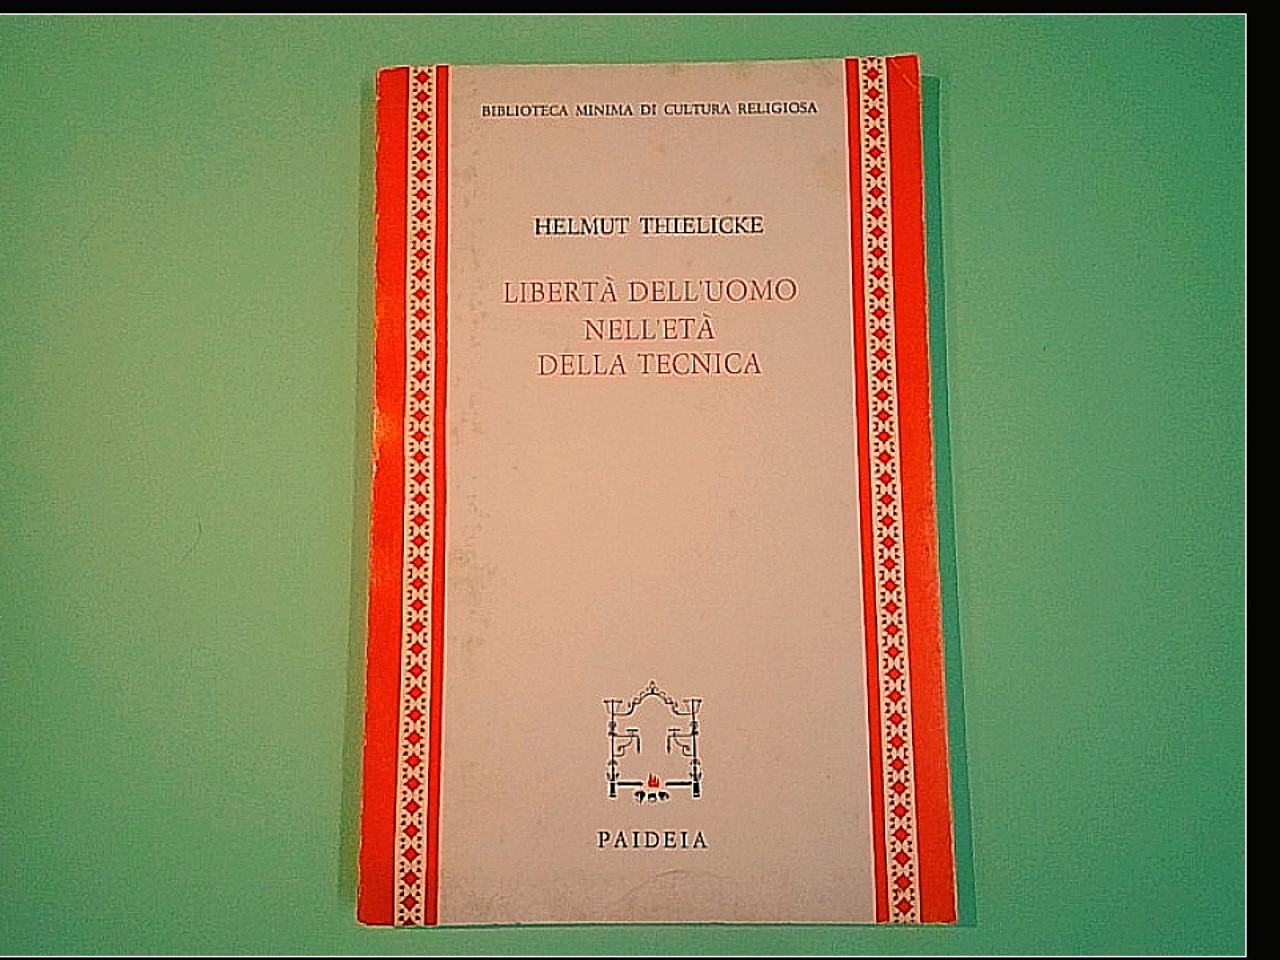 BIBLIOTECA MINIMA DI CULTURA RELIGIOSA
HELMUT THIELICKE
LIBERTÀ DELL'UOMO
NELL'ETÀ
DELLA TECNICA
PAIDEIA